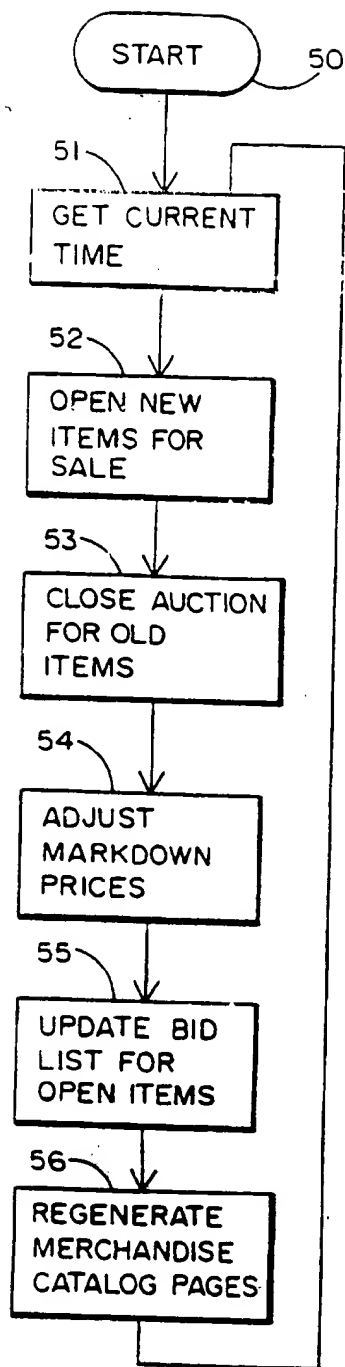 START
50
51
GET CURRENT
TIME
52
OPEN NEW
ITEMS FOR
SALE
53
CLOSE AUCTION
FOR OLD
ITEMS
54
ADJUST
MARKDOWN
PRICES
55
UPDATE BID
LIST FOR
OPEN ITEMS
56
REGENERATE
MERCHANDISE
CATALOG PAGES